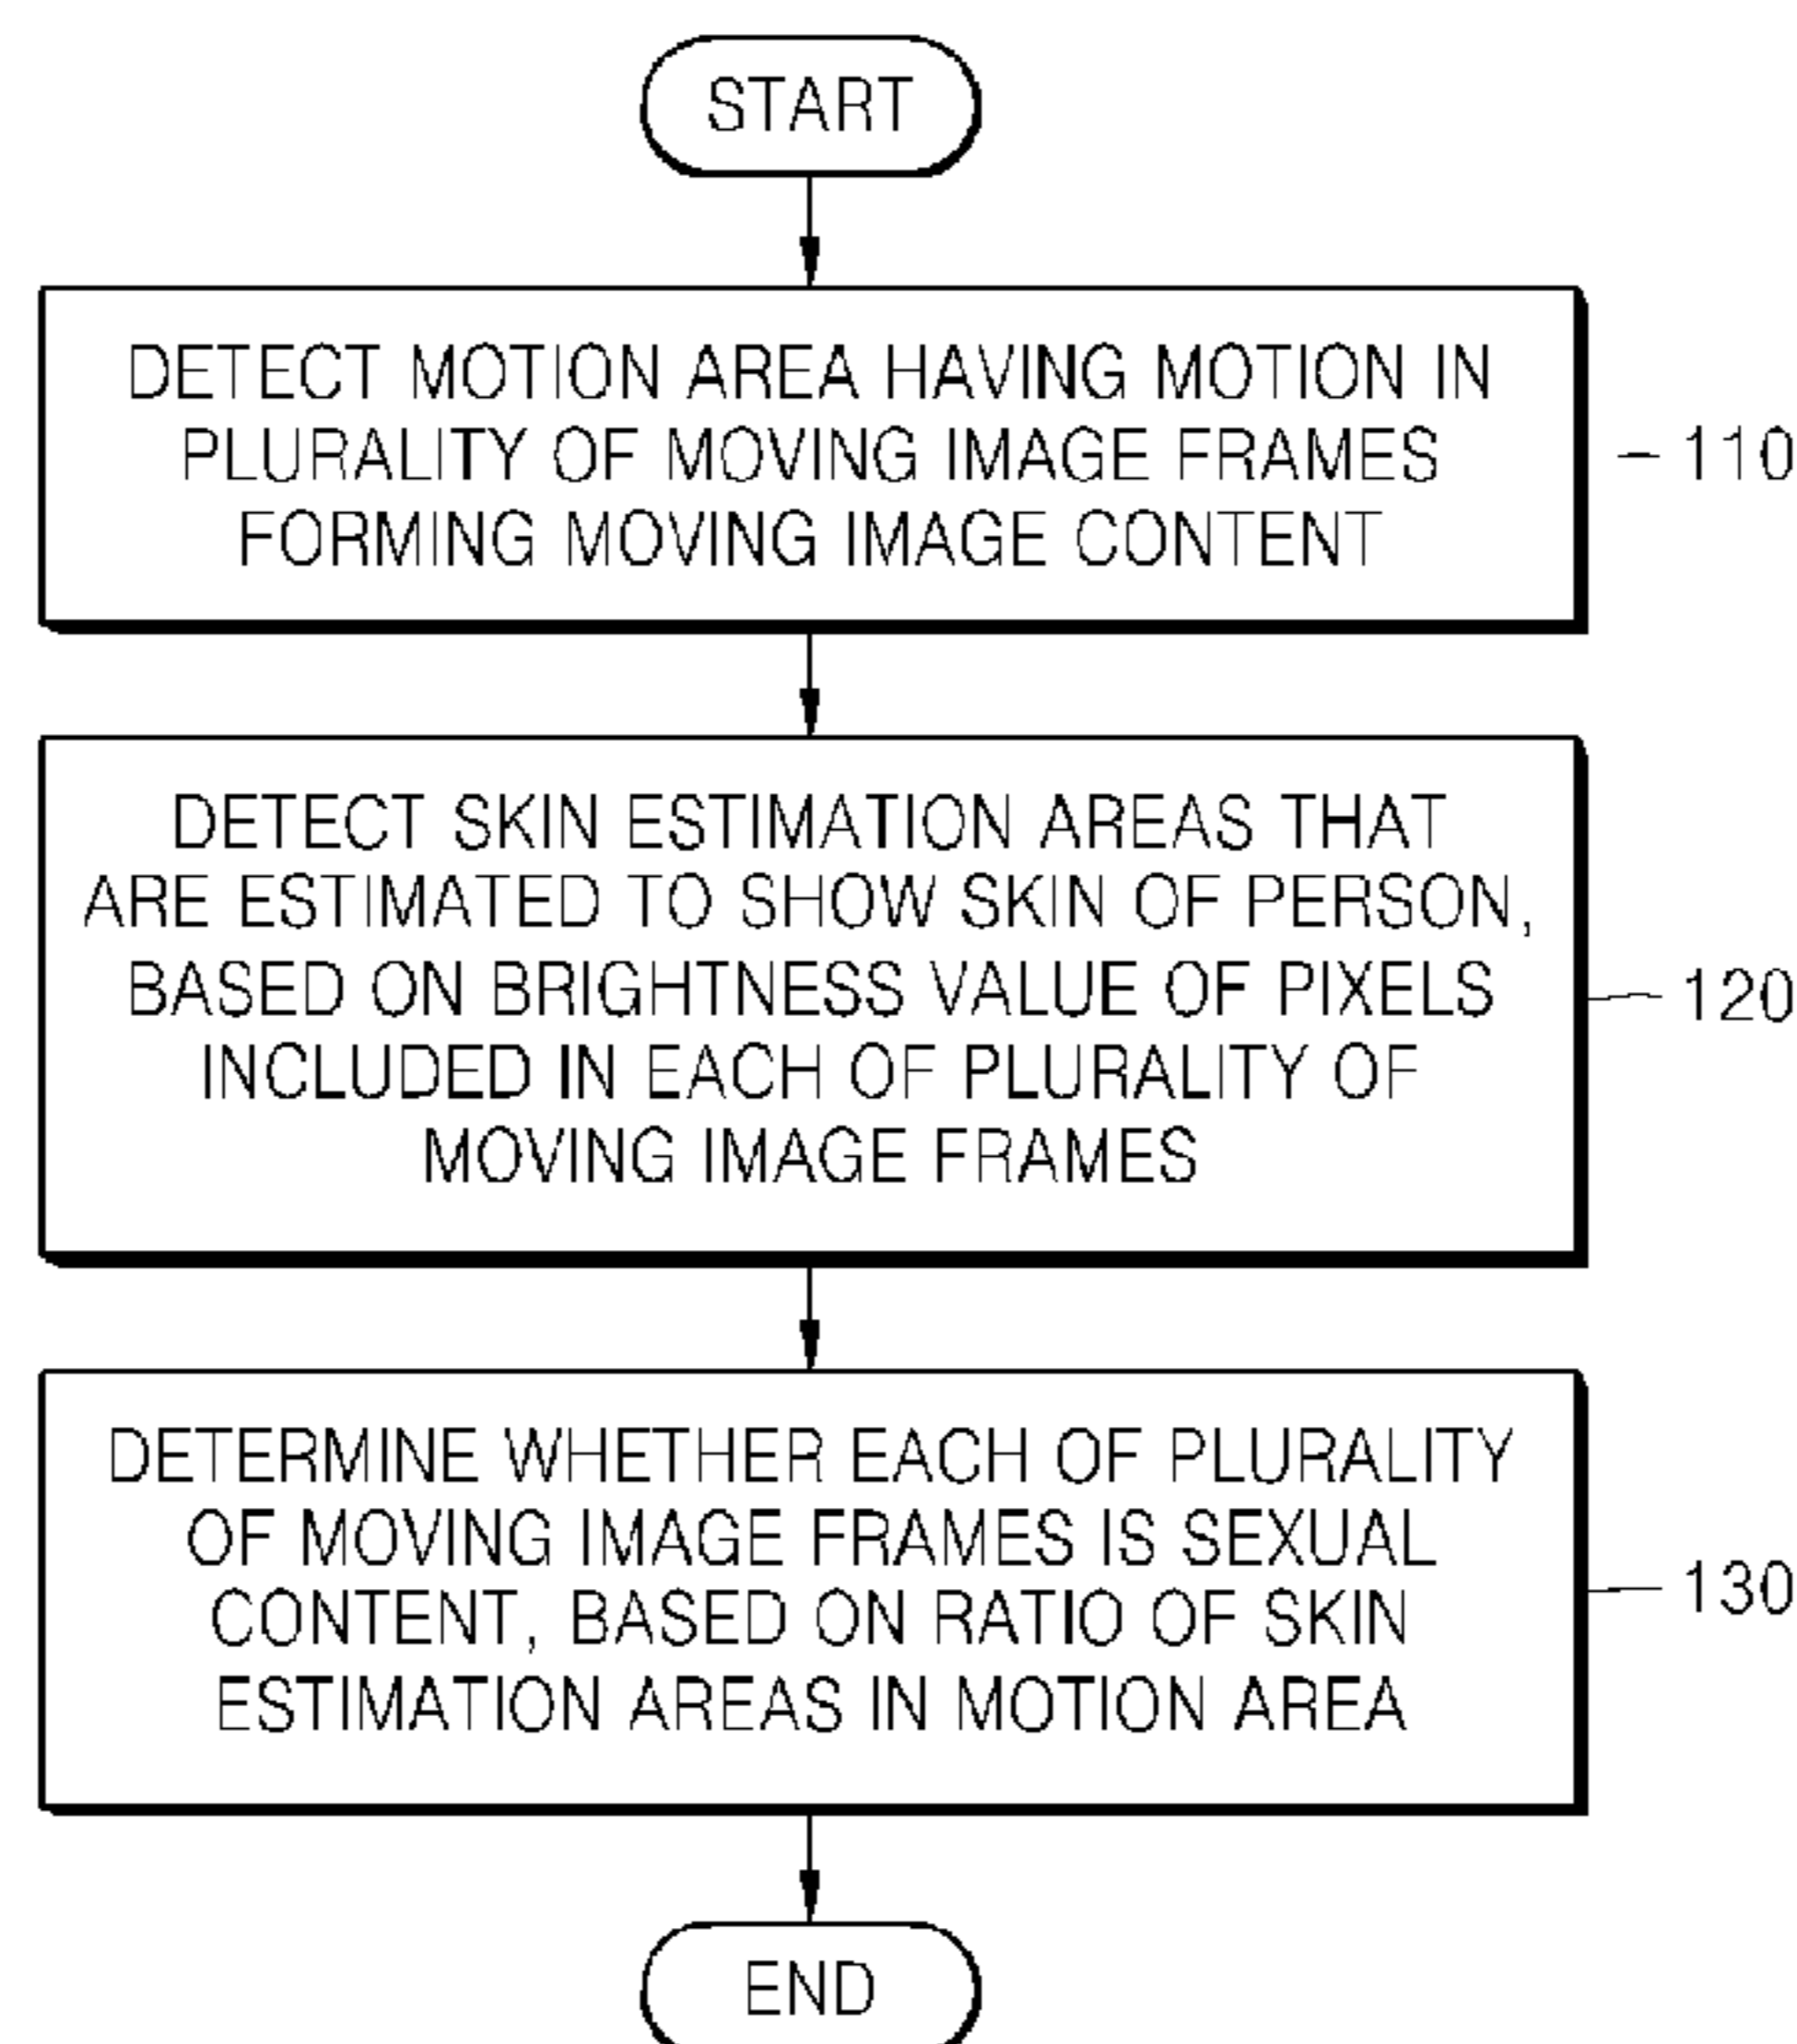 START
DETECT MOTION AREA HAVING MOTION IN
PLURALITY OF MOVING IMAGE FRAMES
FORMING MOVING IMAGE CONTENT
110
DETECT SKIN ESTIMATION AREAS THAT
ARE ESTIMATED TO SHOW SKIN OF PERSON,
BASED ON BRIGHTNESS VALUE OF PIXELS
INCLUDED IN EACH OF PLURALITY OF
MOVING IMAGE FRAMES
120
DETERMINE WHETHER EACH OF PLURALITY
OF MOVING IMAGE FRAMES IS SEXUAL
CONTENT, BASED ON RATIO OF SKIN
ESTIMATION AREAS IN MOTION AREA
130
END